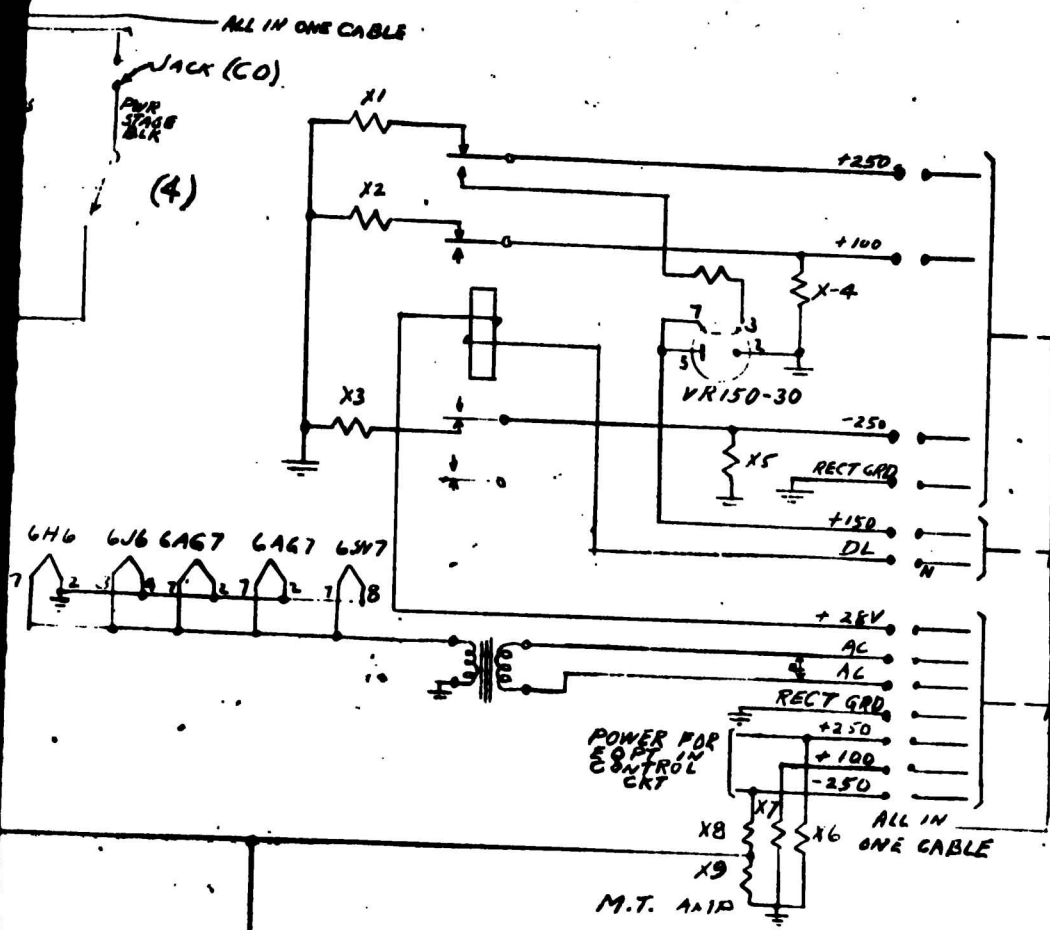 ALL IN ONE CABLE
JACK (CO)
PWR
STAGE
BLK
(4)
X1
+250
X2
+100
X-4
7
3
5
2
VR150-30
X3
-250
X5
RECT GRD
+150
DL
N
6H6 6J6 6AG7 6AG7 6SN7
7 2 3 4 7 2 7 2 7 8
+ 28V
AC
AC
RECT GRD
+250
POWER FOR
EQPT IN
CONTROL
CKT
+100
-250
X7
X8
X6
ALL IN
ONE CABLE
X9
M.T. AMP